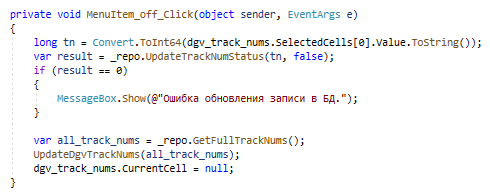 private void MenuItem_off_Click(object sender, EventArgs e)
{
    long tn = Convert.ToInt64(dgv_track_nums.SelectedCells[0].Value.ToString());
    var result = _repo.UpdateTrackNumStatus(tn, false);
    if (result == 0)
    {
        MessageBox.Show(@"Ошибка обновления записи в БД.");
    }

    var all_track_nums = _repo.GetFullTrackNums();
    UpdateDgvTrackNums(all_track_nums);
    dgv_track_nums.CurrentCell = null;
}